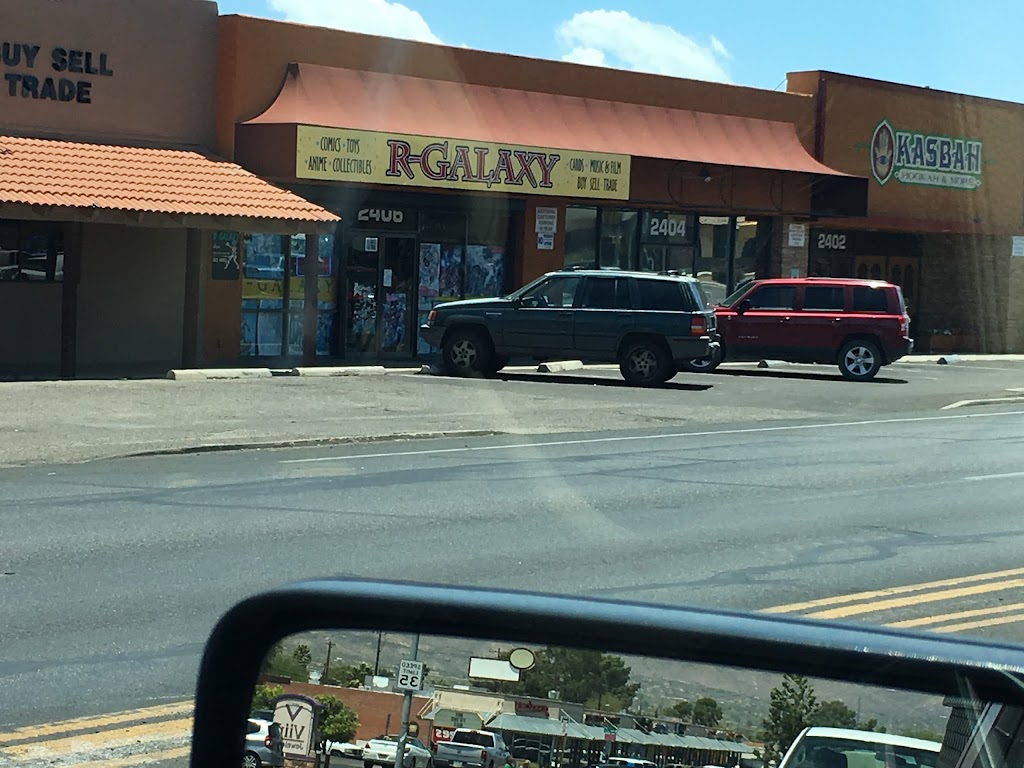 BUY SELL
TRADE
COMICS · TOYS
ANIME · COLLECTIBLES
R-GALAXY
CARDS · MUSIC & FILM
BUY SELL TRADE
KASBAH
HOOKAH & MORE
2406
2404
2402
SPEED
LIMIT
35